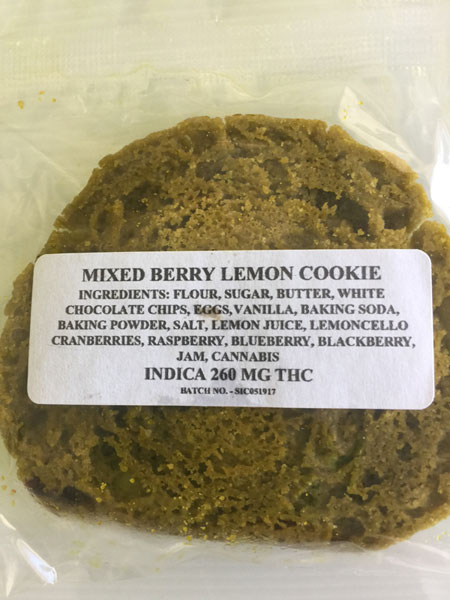 MIXED BERRY LEMON COOKIE
INGREDIENTS: FLOUR, SUGAR, BUTTER, WHITE
CHOCOLATE CHIPS, EGGS,VANILLA, BAKING SODA,
BAKING POWDER, SALT, LEMON JUICE, LEMONCELLO
CRANBERRIES, RASPBERRY, BLUEBERRY, BLACKBERRY,
JAM, CANNABIS
INDICA 260 MG THC
BATCH NO. - SIC051917